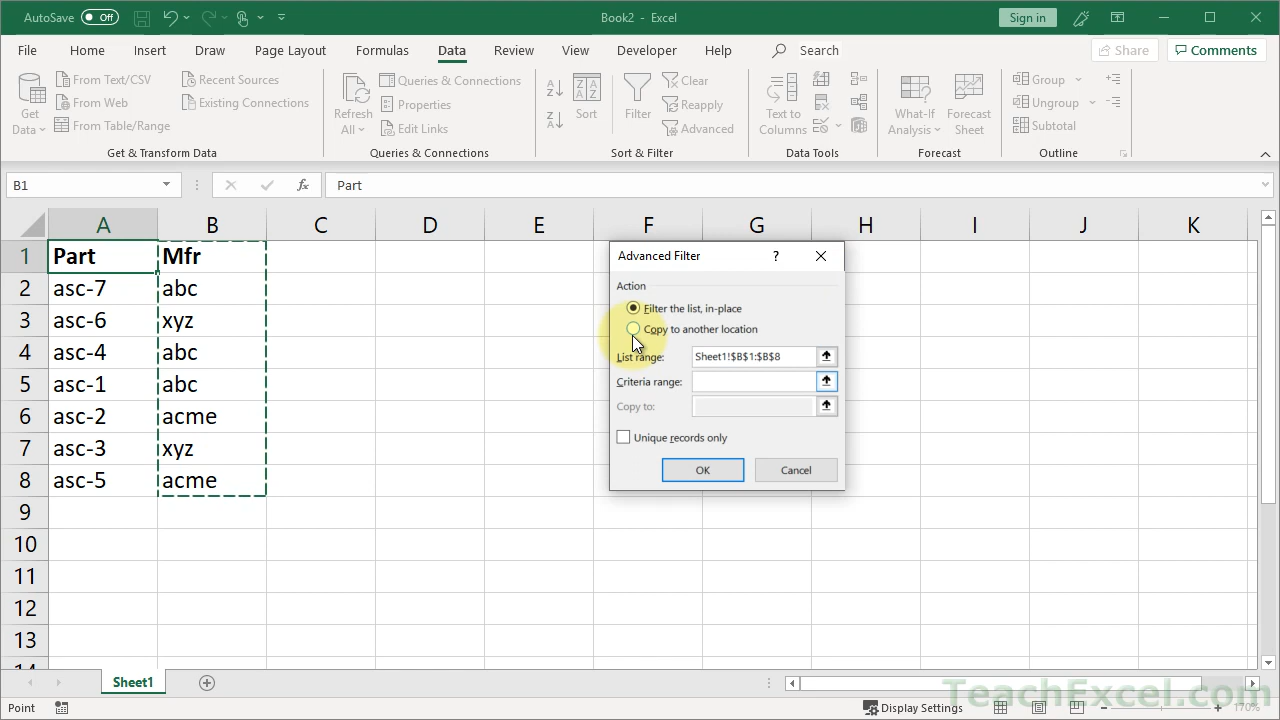 AutoSave Off Book2 - Excel Sign in
File Home Insert Draw Page Layout Formulas Data Review View Developer Help Search Share Comments
Get Data
From Text/CSV
From Web
From Table/Range
Recent Sources
Existing Connections
Get & Transform Data
Refresh All
Queries & Connections
Properties
Edit Links
Queries & Connections
Sort
Filter
Clear
Reapply
Advanced
Sort & Filter
Text to Columns
Data Tools
What-If Analysis
Forecast Sheet
Forecast
Group
Ungroup
Subtotal
Outline
B1 fx Part
A B C D E F G H I J K
1 Part Mfr
2 asc-7 abc
3 asc-6 xyz
4 asc-4 abc
5 asc-1 abc
6 asc-2 acme
7 asc-3 xyz
8 asc-5 acme
9
10
11
12
13
Advanced Filter ?
Action
Filter the list, in-place
Copy to another location
List range: Sheet1!$B$1:$B$8
Criteria range:
Copy to:
Unique records only
OK Cancel
Sheet1
TeachExcel.com
Point Display Settings 170%